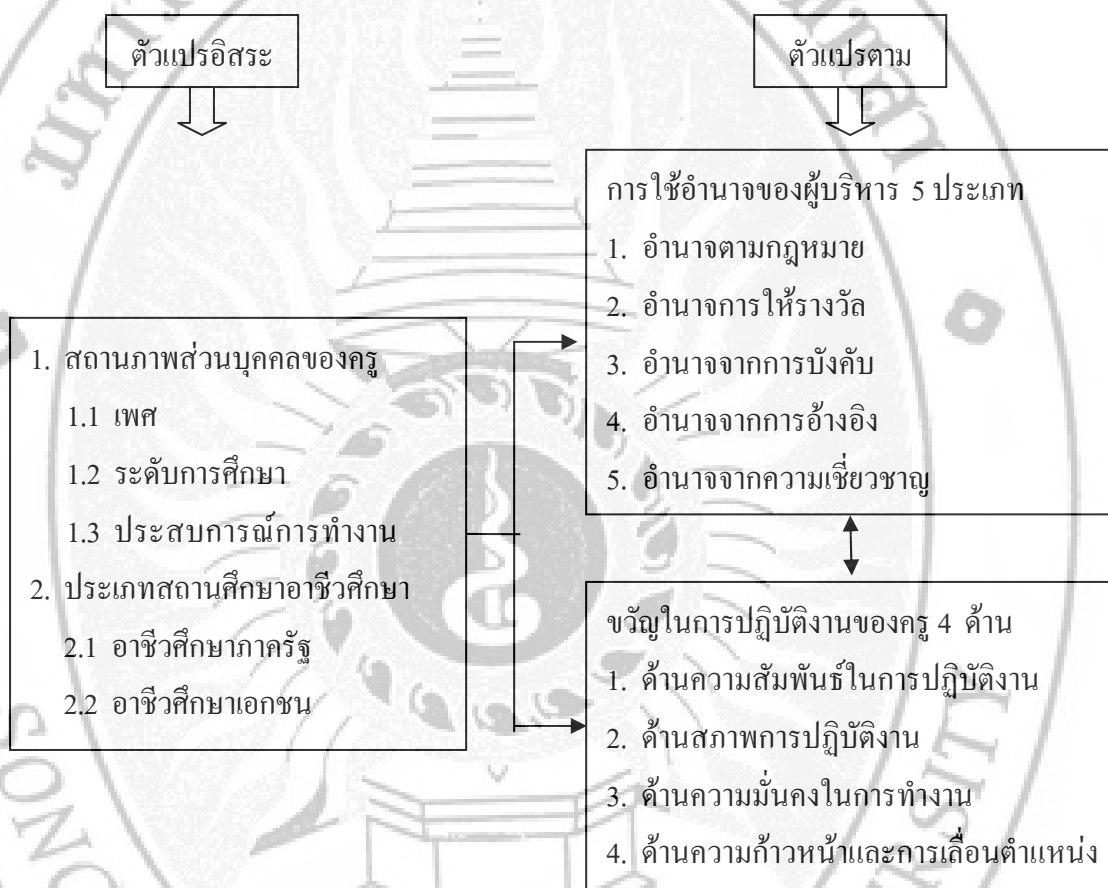 ตัวแปรอิสระ
ตัวแปรตาม
1. สถานภาพส่วนบุคคลของครู
1.1 เพศ
1.2 ระดับการศึกษา
1.3 ประสบการณ์การทำงาน
2. ประเภทสถานศึกษาอาชีวศึกษา
2.1 อาชีวศึกษาภาครัฐ
2.2 อาชีวศึกษาเอกชน
การใช้อำนาจของผู้บริหาร 5 ประเภท
1. อำนาจตามกฎหมาย
2. อำนาจการให้รางวัล
3. อำนาจจากการบังคับ
4. อำนาจจากการอ้างอิง
5. อำนาจจากความเชี่ยวชาญ
ขวัญในการปฏิบัติงานของครู 4 ด้าน
1. ด้านความสัมพันธ์ในการปฏิบัติงาน
2. ด้านสภาพการปฏิบัติงาน
3. ด้านความมั่นคงในการทำงาน
4. ด้านความก้าวหน้าและการเลื่อนตำแหน่ง